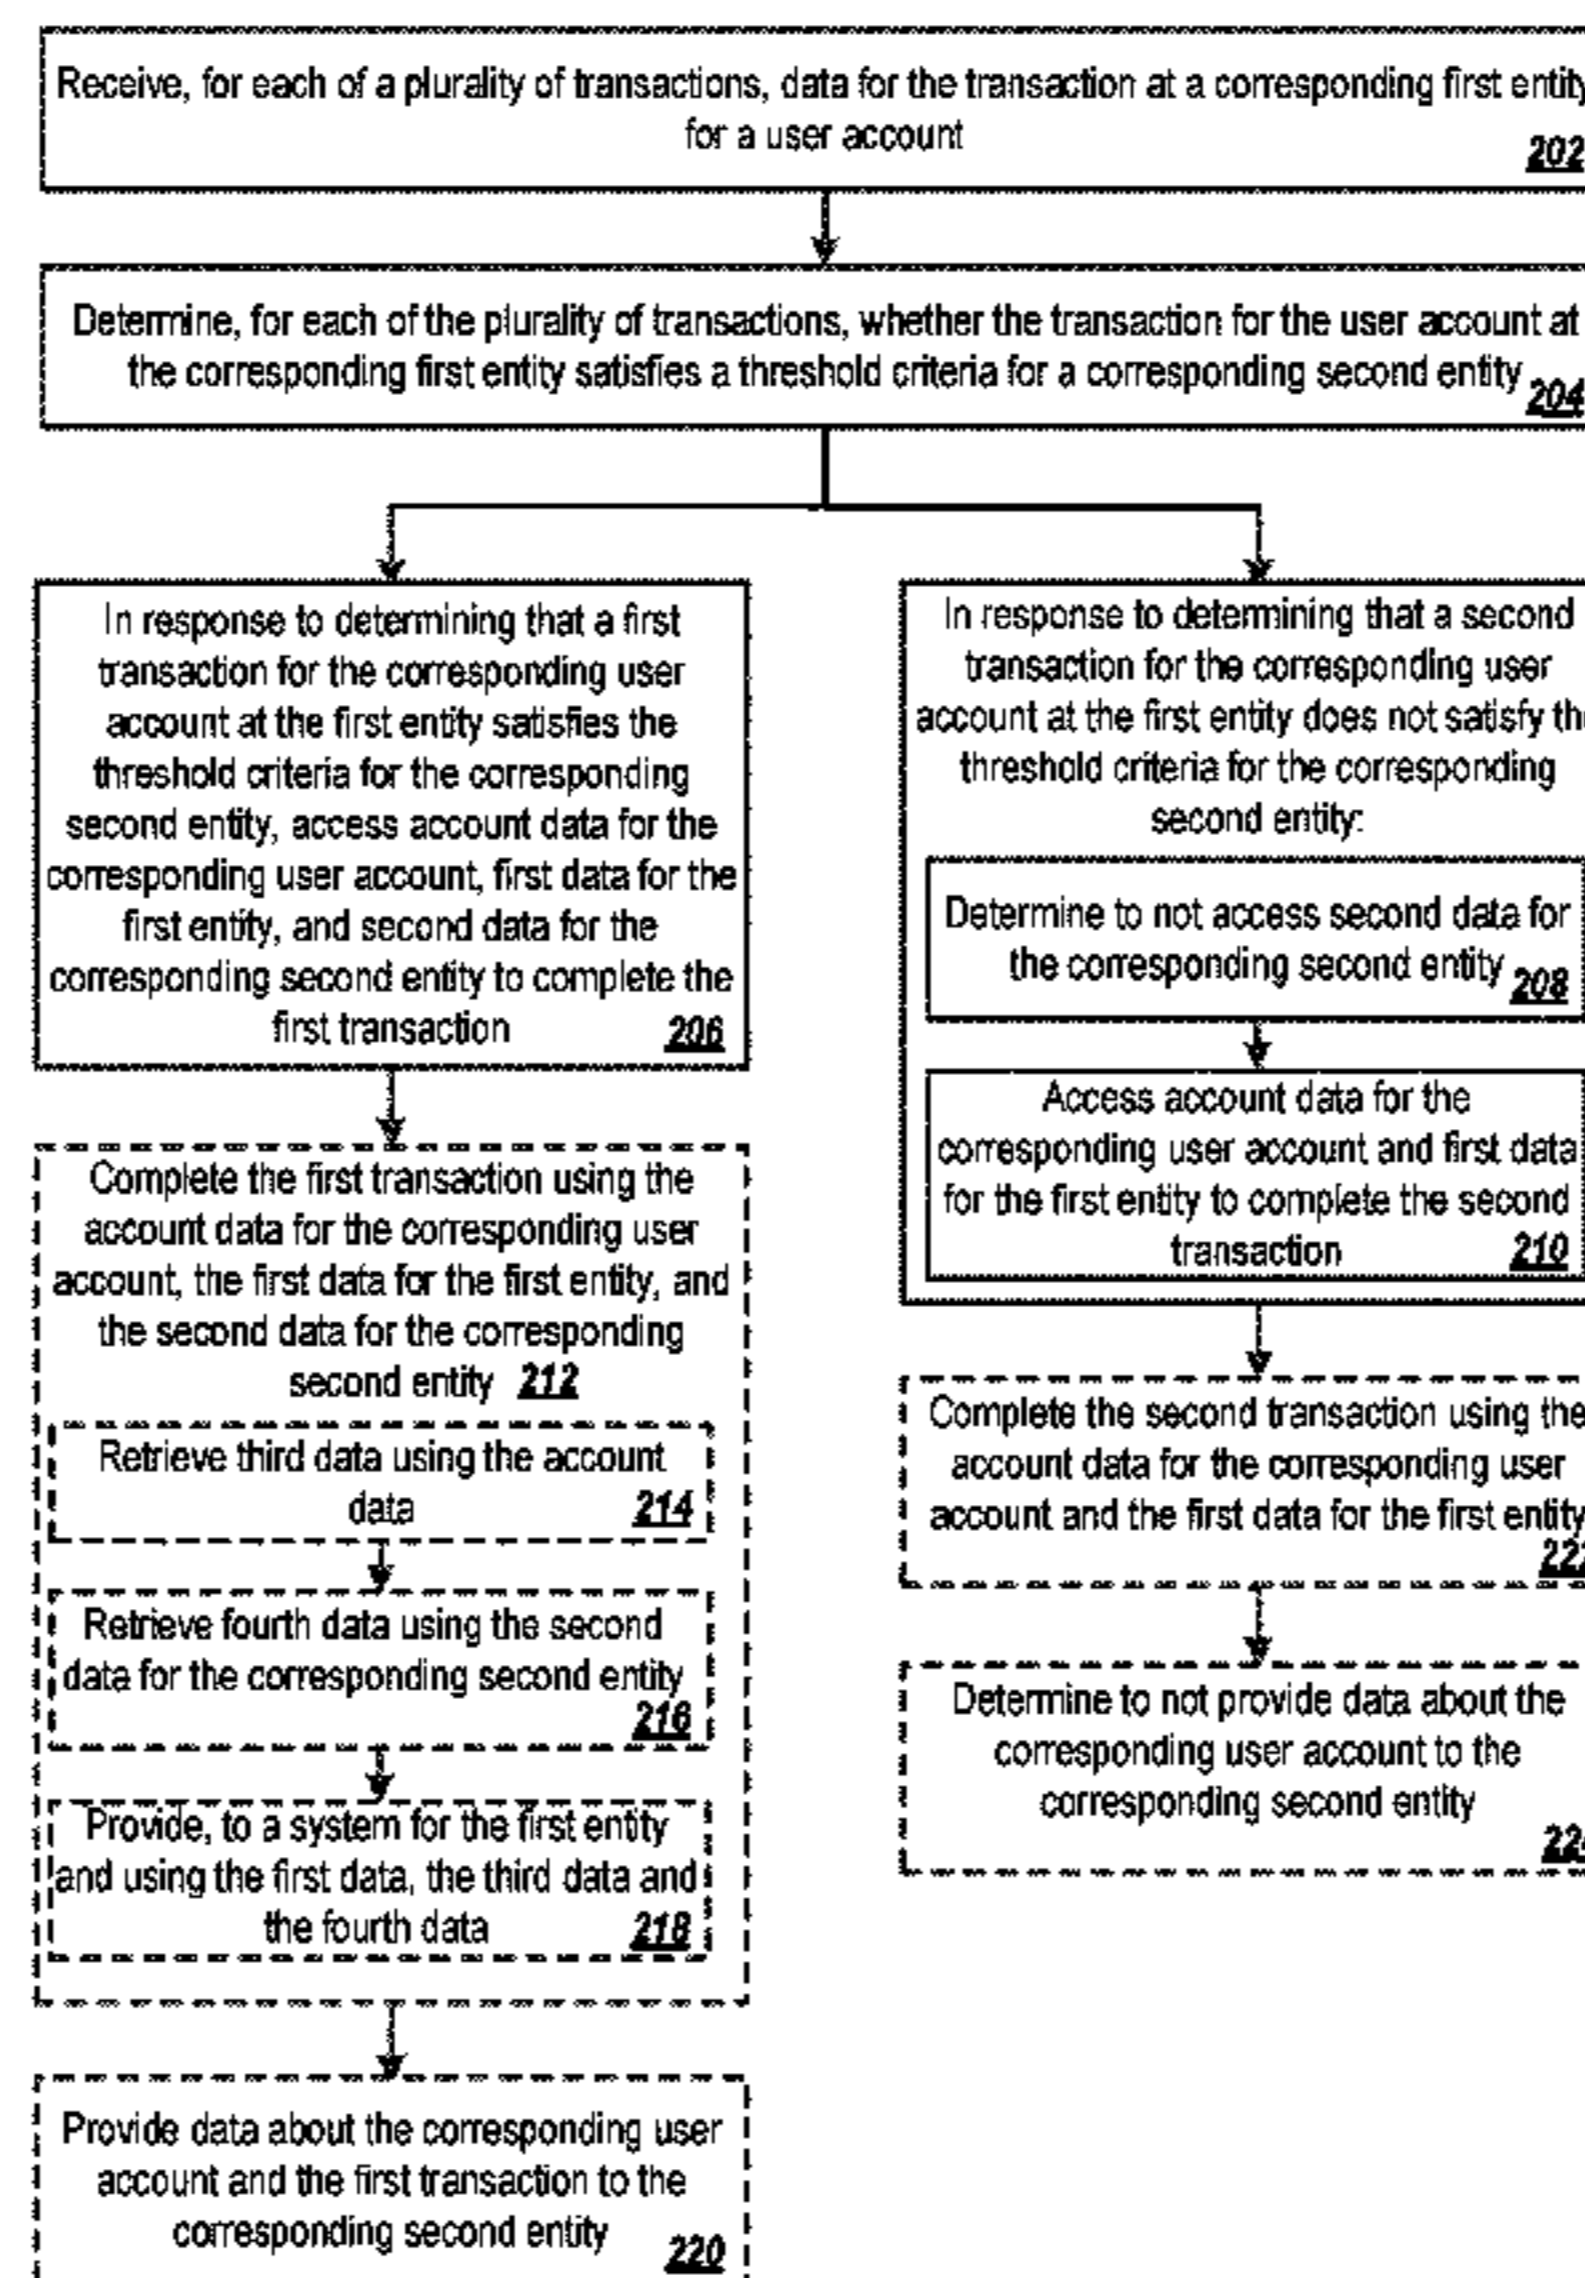 Receive, for each of a plurality of transactions, data for the transaction at a corresponding first entity
for a user account
202
Determine, for each of the plurality of transactions, whether the transaction for the user account at
the corresponding first entity satisfies a threshold criteria for a corresponding second entity
204
In response to determining that a first
transaction for the corresponding user
account at the first entity satisfies the
threshold criteria for the corresponding
second entity, access account data for the
corresponding user account, first data for the
first entity, and second data for the
corresponding second entity to complete the
first transaction 206
Complete the first transaction using the
account data for the corresponding user
account, the first data for the first entity, and
the second data for the corresponding
second entity 212
Retrieve third data using the account
data 214
Retrieve fourth data using the second
data for the corresponding second entity
216
Provide, to a system for the first entity
and using the first data, the third data and
the fourth data 218
Provide data about the corresponding user
account and the first transaction to the
corresponding second entity
220
In response to determining that a second
transaction for the corresponding user
account at the first entity does not satisfy the
threshold criteria for the corresponding
second entity:
Determine to not access second data for
the corresponding second entity 208
Access account data for the
corresponding user account and first data
for the first entity to complete the second
transaction 210
Complete the second transaction using the
account data for the corresponding user
account and the first data for the first entity
222
Determine to not provide data about the
corresponding user account to the
corresponding second entity
224